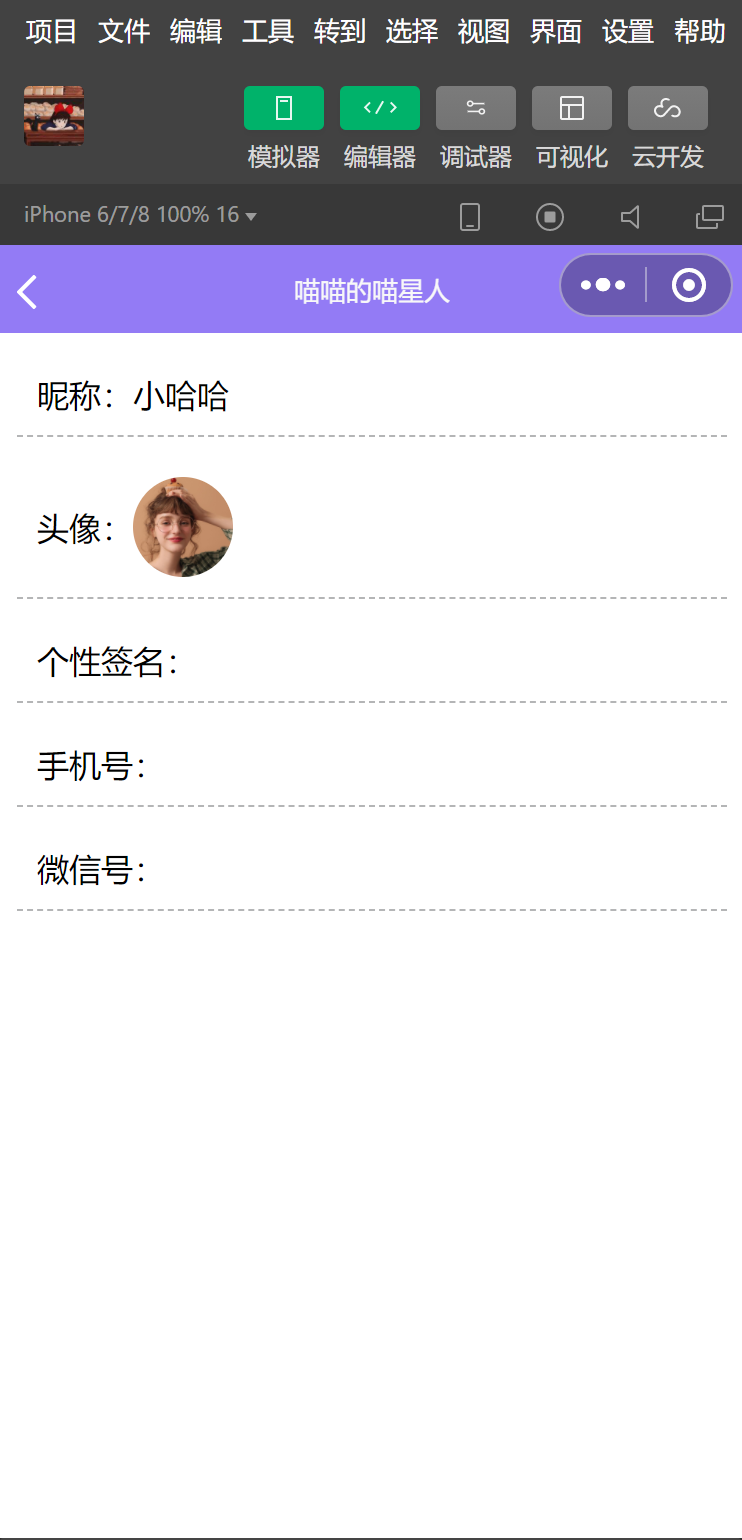 项目 文件 编辑 工具 转到 选择 视图 界面 设置 帮助
模拟器 编辑器 调试器 可视化 云开发
iPhone 6/7/8 100% 16
喵喵的喵星人
昵称：小哈哈
头像：
个性签名：
手机号：
微信号：